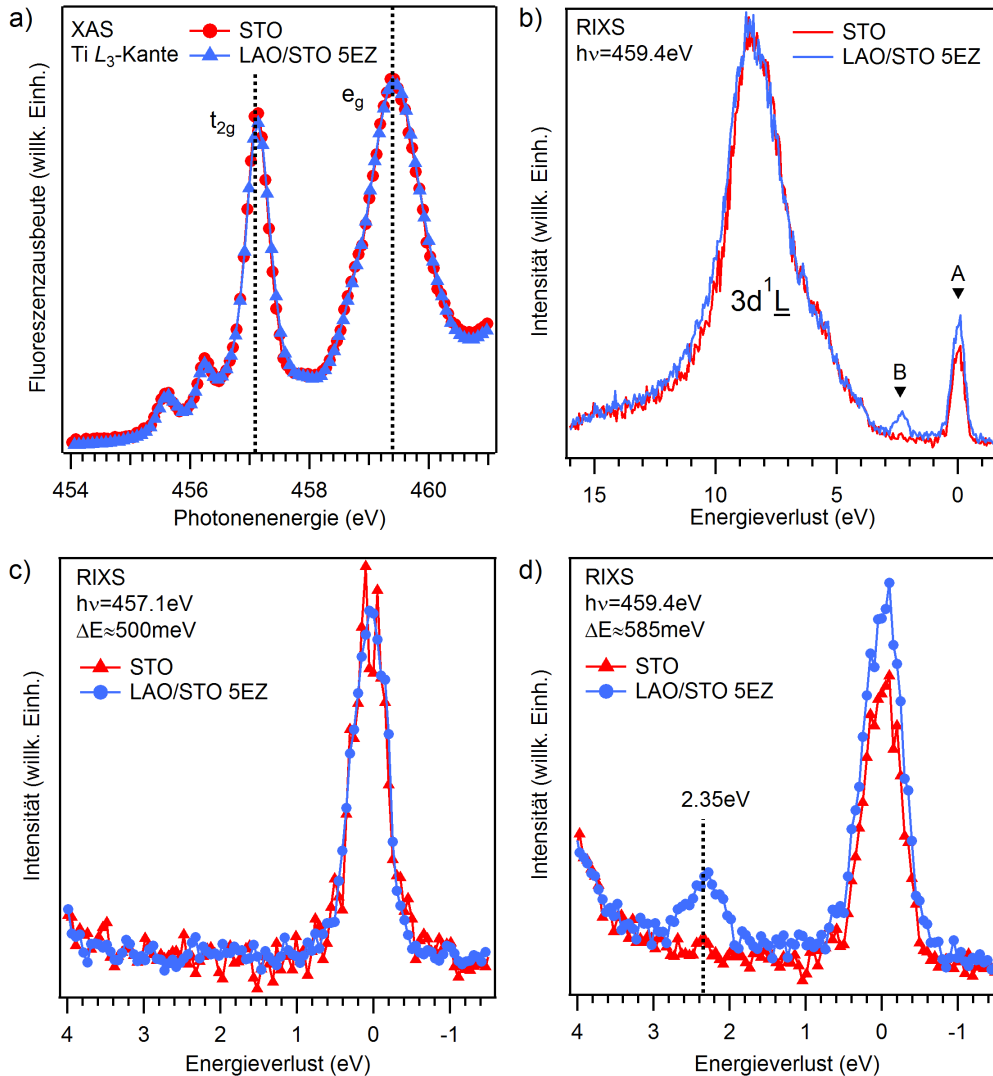 a)
XAS
Ti L₃-Kante
STO
LAO/STO 5EZ
t₂g
e_g
Fluoreszenzausbeute (willk. Einh.)
454
456
458
460
Photonenenergie (eV)
b)
RIXS
hν=459.4eV
STO
LAO/STO 5EZ
3d¹L
A
B
Intensität (willk. Einh.)
15
10
5
0
Energieverlust (eV)
c)
RIXS
hν=457.1eV
ΔE≈500meV
STO
LAO/STO 5EZ
Intensität (willk. Einh.)
4
3
2
1
0
-1
Energieverlust (eV)
d)
RIXS
hν=459.4eV
ΔE≈585meV
STO
LAO/STO 5EZ
2.35eV
Intensität (willk. Einh.)
4
3
2
1
0
-1
Energieverlust (eV)